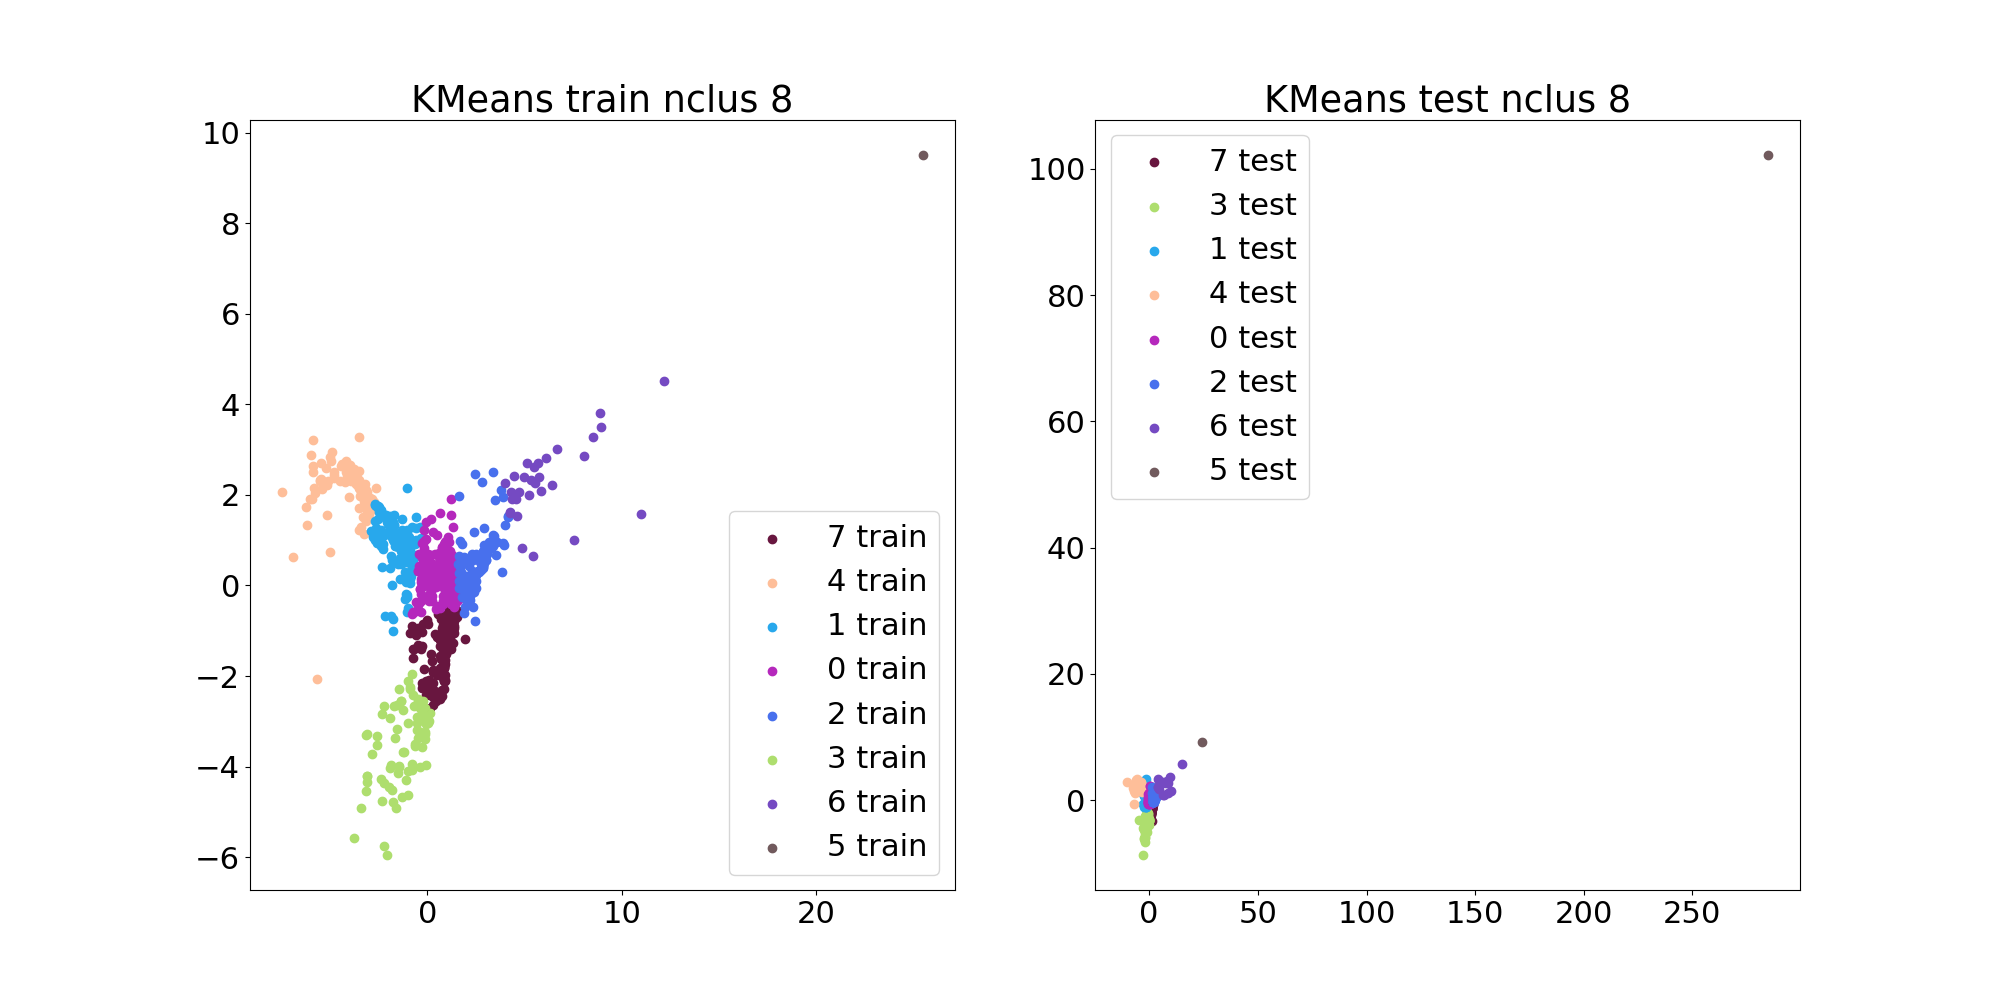 KMeans train nclus 8
10
8
6
4
2
0
−2
−4
−6
0
10
20
7 train
4 train
1 train
0 train
2 train
3 train
6 train
5 train
KMeans test nclus 8
100
80
60
40
20
0
0
50
100
150
200
250
7 test
3 test
1 test
4 test
0 test
2 test
6 test
5 test